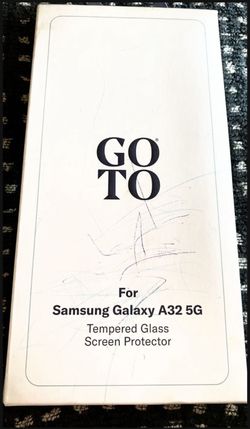 GO
TO
For
Samsung Galaxy A32 5G
Tempered Glass
Screen Protector